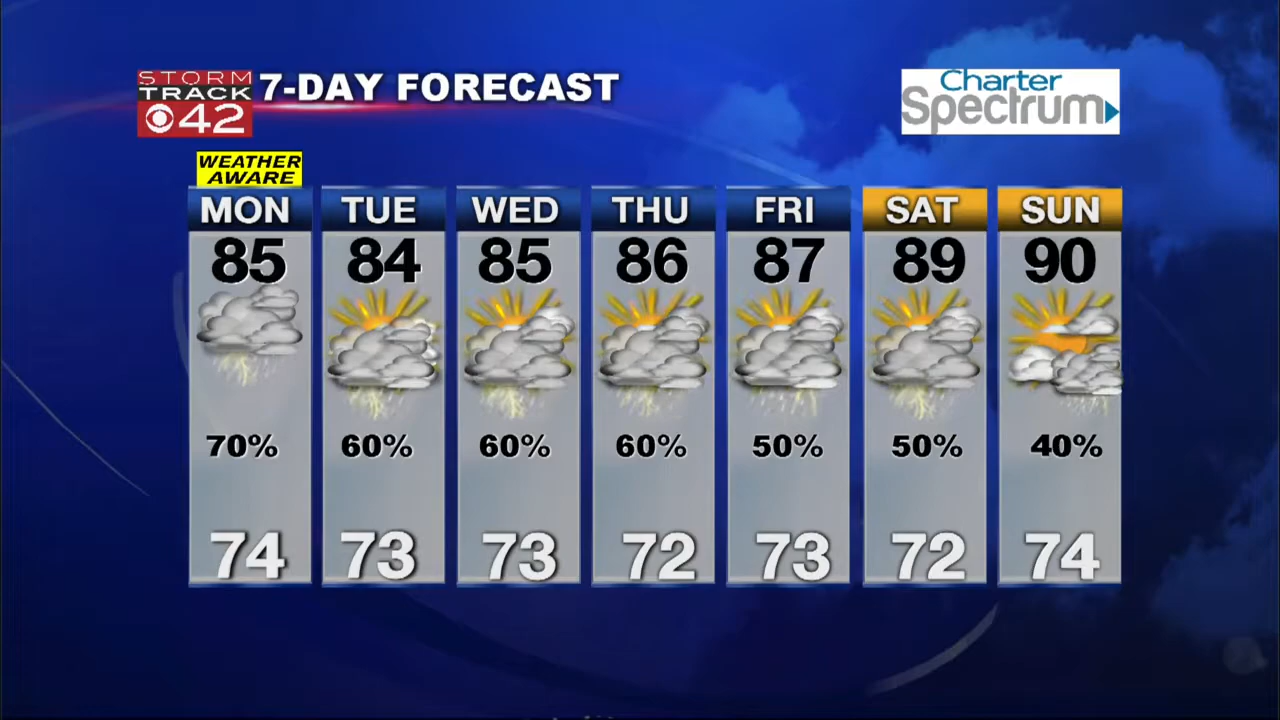 STORM
TRACK
42
7-DAY FORECAST
Charter
Spectrum
WEATHER
AWARE
MON TUE WED THU FRI SAT SUN
85 84 85 86 87 89 90
70% 60% 60% 60% 50% 50% 40%
74 73 73 72 73 72 74